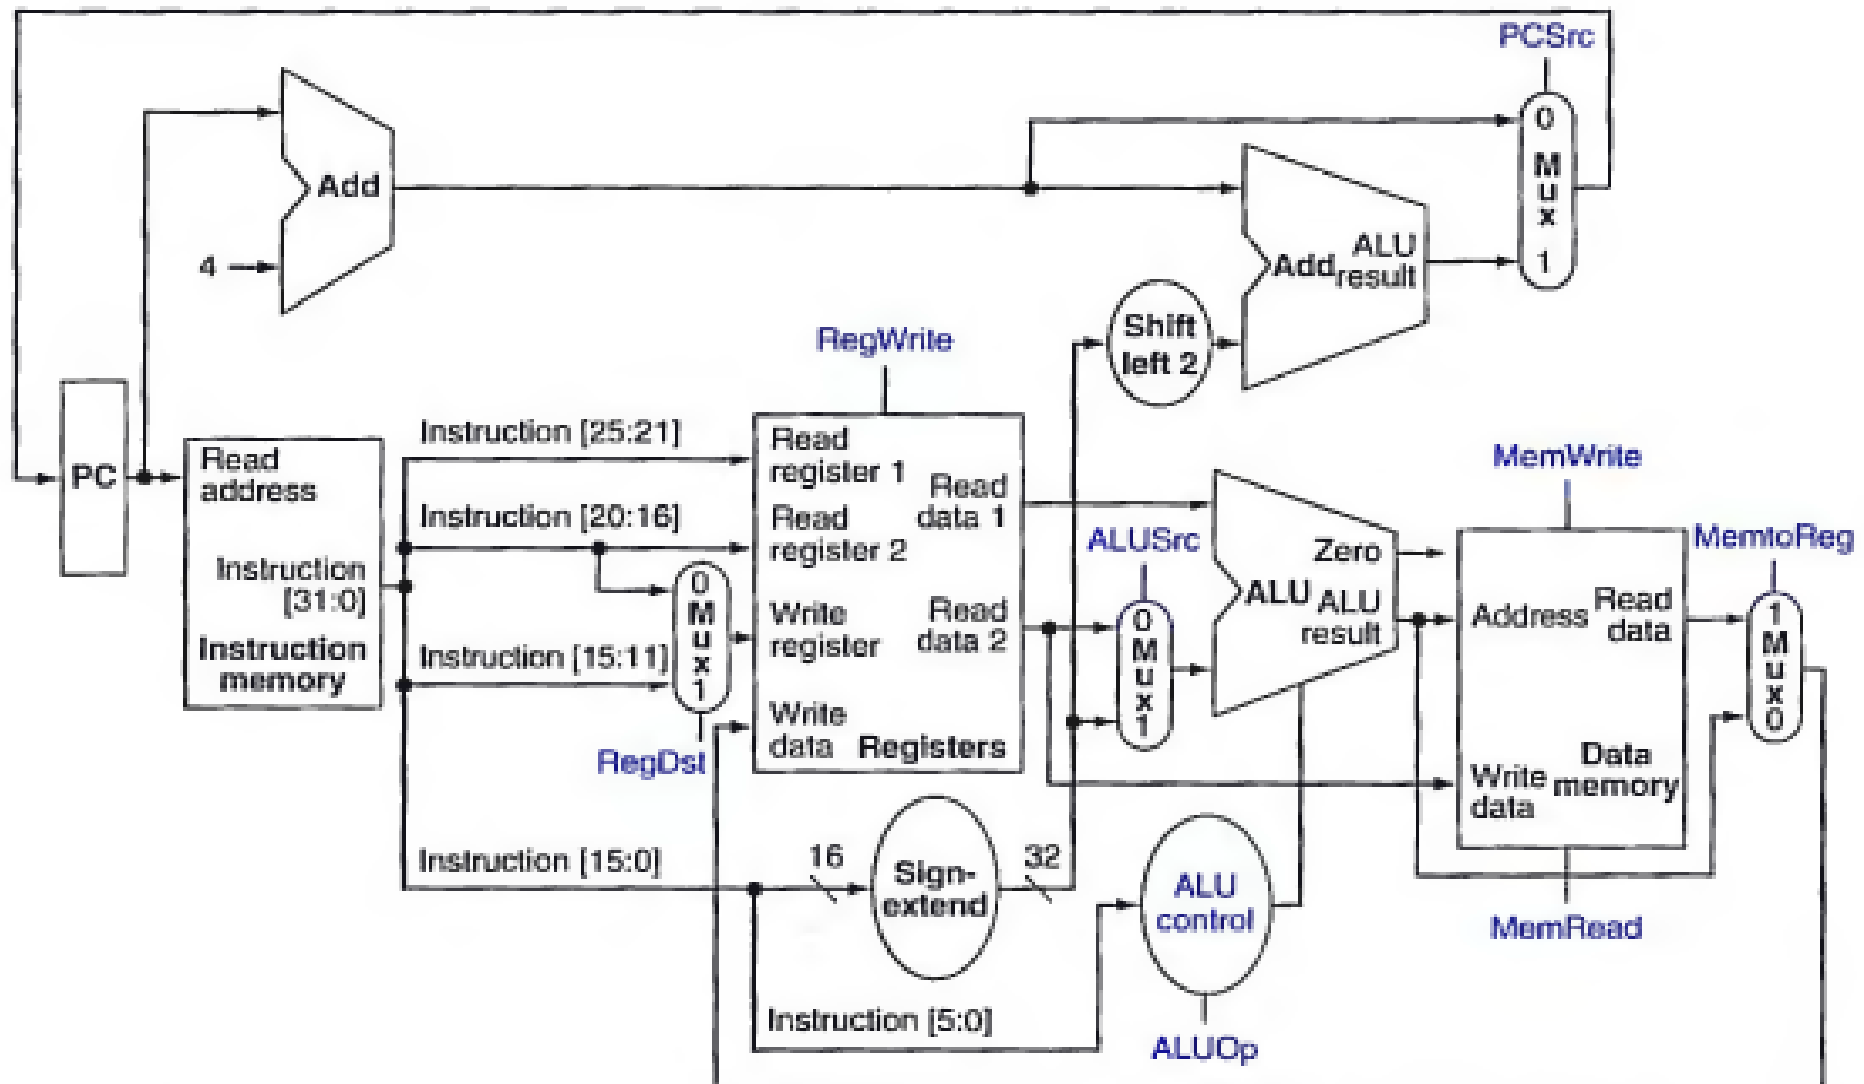 PCSrc
0
M
u
x
1
Add
4
Add
ALU
result
Shift
left 2
RegWrite
PC
Read
address
Instruction
[31:0]
Instruction
memory
Instruction [25:21]
Instruction [20:16]
Instruction [15:11]
0
M
u
x
1
RegDst
Read
register 1
Read
register 2
Write
register
Write
data
Read
data 1
Read
data 2
Registers
ALUSrc
0
M
u
x
1
Zero
ALU
ALU
result
MemWrite
Address
Read
data
Write
data
Data
memory
MemRead
MemtoReg
1
M
u
x
0
Instruction [15:0]
16
Sign-
extend
32
ALU
control
Instruction [5:0]
ALUOp